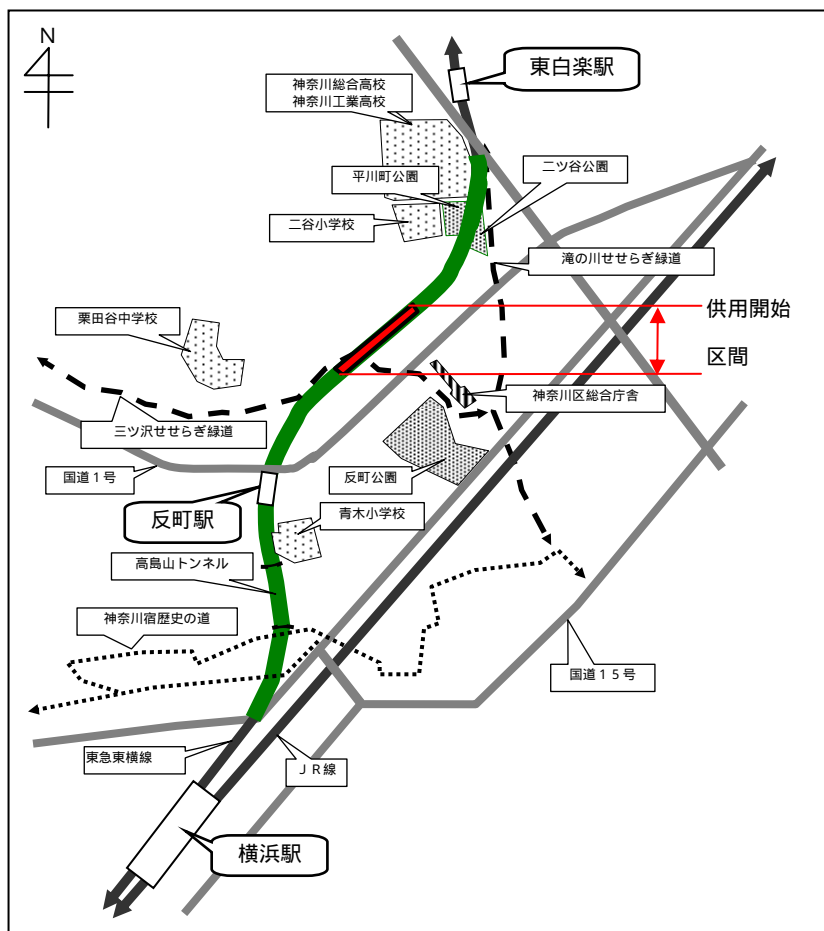 N
東白楽駅
神奈川総合高校
神奈川工業高校
平川町公園
二ツ谷公園
二谷小学校
滝の川せせらぎ緑道
供用開始
区間
栗田谷中学校
神奈川区総合庁舎
三ツ沢せせらぎ緑道
国道1号
反町公園
反町駅
青木小学校
高島山トンネル
神奈川宿歴史の道
国道15号
東急東横線
JR線
横浜駅